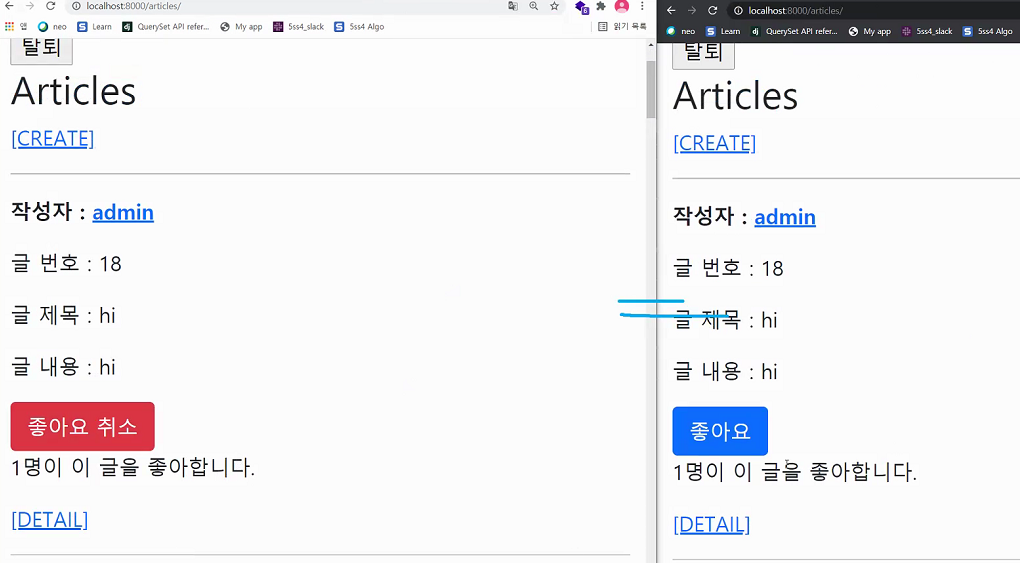 localhost:8000/articles/
앱 neo Learn QuerySet API refer... My app 5ss4_slack 5ss4 Algo 읽기 목록
탈퇴
Articles
[CREATE]
작성자 : admin
글 번호 : 18
글 제목 : hi
글 내용 : hi
좋아요 취소
1명이 이 글을 좋아합니다.
[DETAIL]
localhost:8000/articles/
neo Learn QuerySet API refer... My app 5ss4_slack 5ss4 Algo
탈퇴
Articles
[CREATE]
작성자 : admin
글 번호 : 18
글 제목 : hi
글 내용 : hi
좋아요
1명이 이 글을 좋아합니다.
[DETAIL]